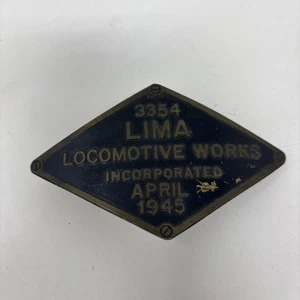 3354
LIMA
LOCOMOTIVE WORKS
INCORPORATED
APRIL
1945